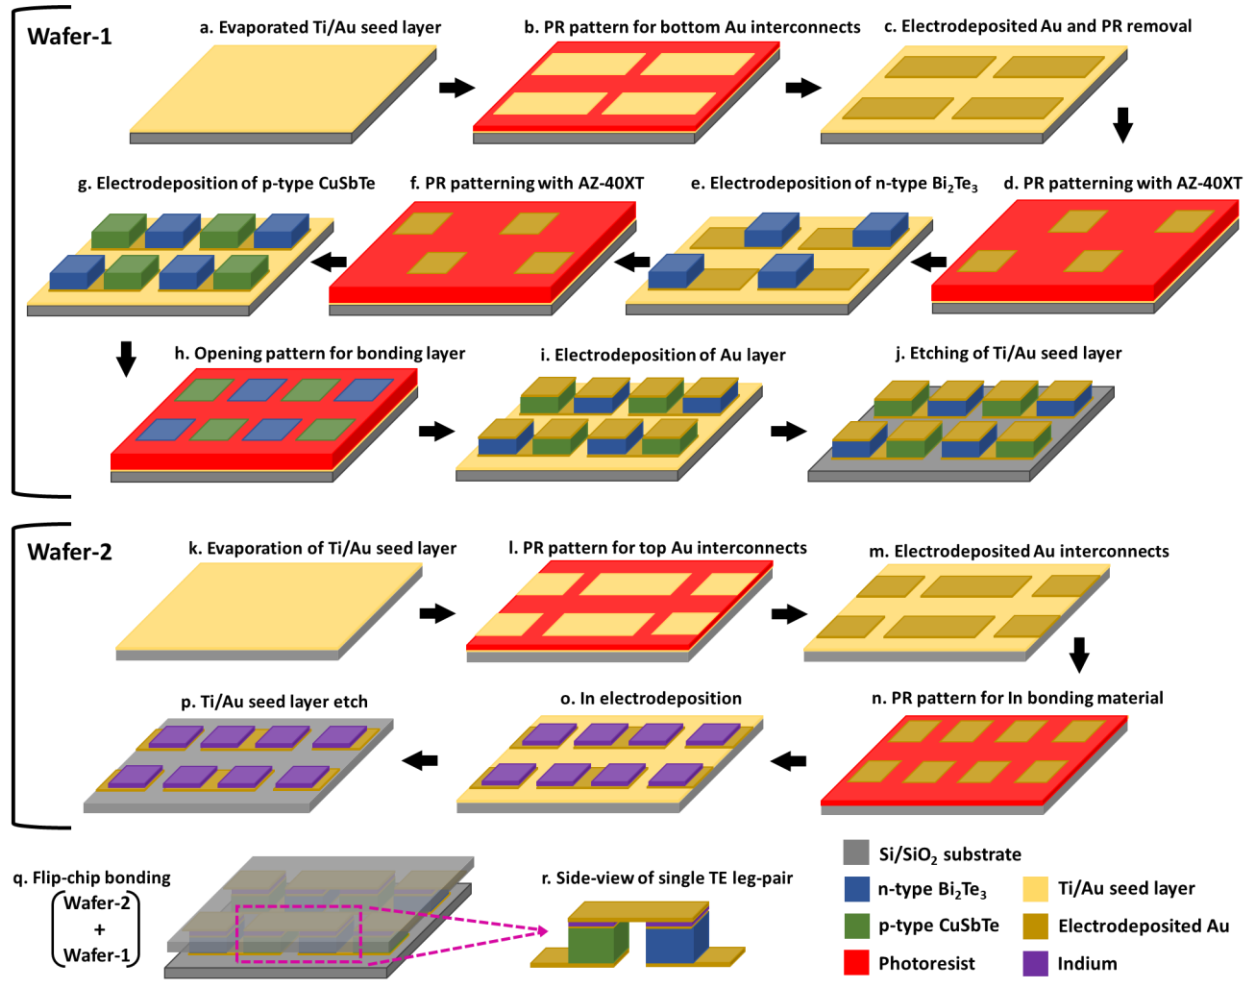 Wafer-1
a. Evaporated Ti/Au seed layer
b. PR pattern for bottom Au interconnects
c. Electrodeposited Au and PR removal
g. Electrodeposition of p-type CuSbTe
f. PR patterning with AZ-40XT
e. Electrodeposition of n-type Bi₂Te₃
d. PR patterning with AZ-40XT
h. Opening pattern for bonding layer
i. Electrodeposition of Au layer
j. Etching of Ti/Au seed layer
Wafer-2
k. Evaporation of Ti/Au seed layer
l. PR pattern for top Au interconnects
m. Electrodeposited Au interconnects
p. Ti/Au seed layer etch
o. In electrodeposition
n. PR pattern for In bonding material
q. Flip-chip bonding
Wafer-2
+
Wafer-1
r. Side-view of single TE leg-pair
Si/SiO₂ substrate
n-type Bi₂Te₃
Ti/Au seed layer
p-type CuSbTe
Electrodeposited Au
Photoresist
Indium